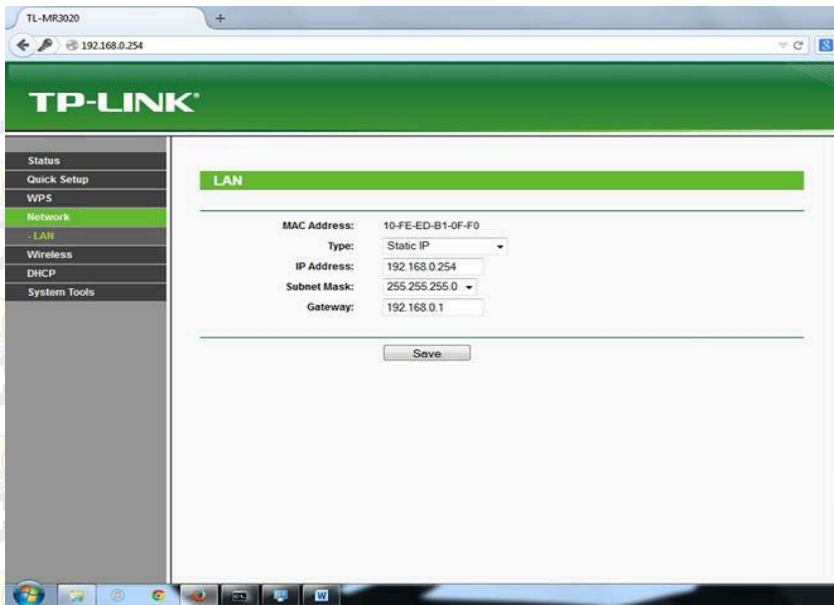 TL-MR3020
192.168.0.254
TP-LINK®
Status
Quick Setup
WPS
Network
- LAN
Wireless
DHCP
System Tools
LAN
MAC Address: 10-FE-ED-B1-0F-F0
Type: Static IP
IP Address: 192.168.0.254
Subnet Mask: 255.255.255.0
Gateway: 192.168.0.1
Save